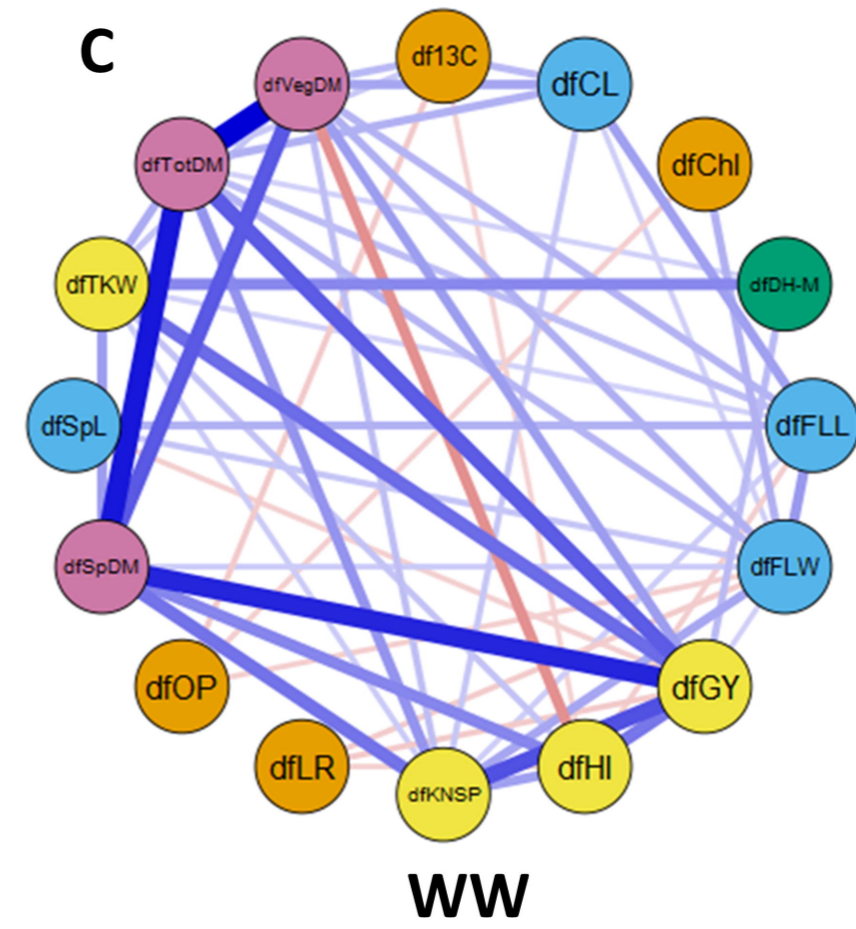 C
df13C
dfVegDM
dfCL
dfTotDM
dfChl
dfTKW
dfDH-M
dfSpL
dfFLL
dfSpDM
dfFLW
dfOP
dfGY
dfLR
dfHI
dfKNSP
WW